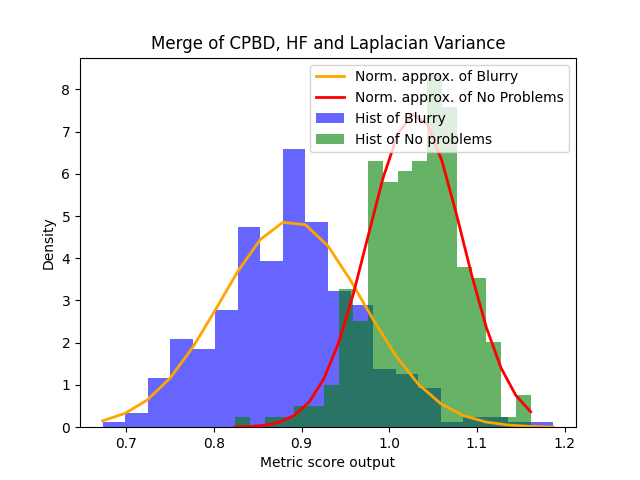 Merge of CPBD, HF and Laplacian Variance
Norm. approx. of Blurry
Norm. approx. of No Problems
Hist of Blurry
Hist of No problems
Density
8
7
6
5
4
3
2
1
0
0.7 0.8 0.9 1.0 1.1 1.2
Metric score output